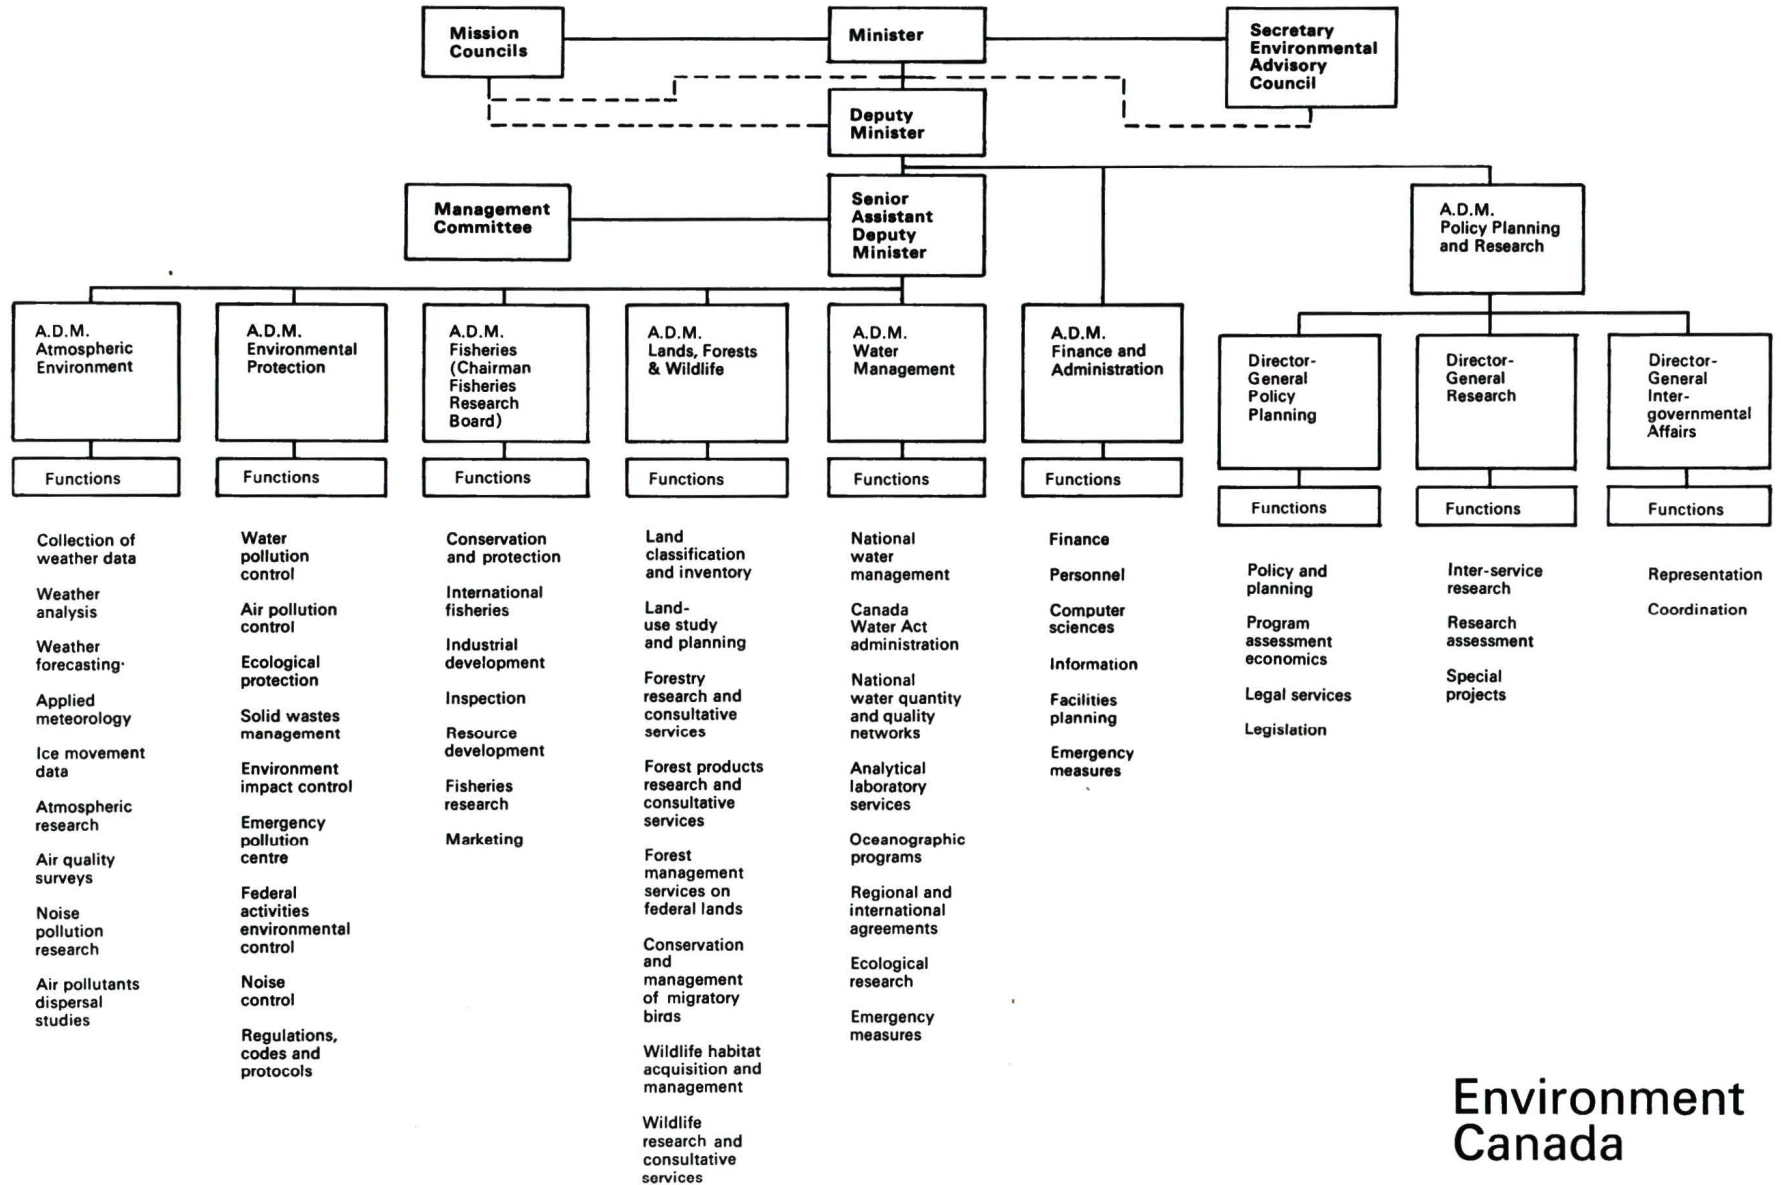 Mission
Councils
Minister
Secretary
Environmental
Advisory
Council
Deputy
Minister
Management
Committee
Senior
Assistant
Deputy
Minister
A.D.M.
Policy Planning
and Research
A.D.M.
Atmospheric
Environment
A.D.M.
Environmental
Protection
A.D.M.
Fisheries
(Chairman
Fisheries
Research
Board)
A.D.M.
Lands, Forests
& Wildlife
A.D.M.
Water
Management
A.D.M.
Finance and
Administration
Director-
General
Policy
Planning
Director-
General
Research
Director-
General
Inter-
governmental
Affairs
Functions
Functions
Functions
Functions
Functions
Functions
Functions
Functions
Functions
Collection of
weather data
Weather
analysis
Weather
forecasting
Applied
meteorology
Ice movement
data
Atmospheric
research
Air quality
surveys
Noise
pollution
research
Air pollutants
dispersal
studies
Water
pollution
control
Air pollution
control
Ecological
protection
Solid wastes
management
Environment
impact control
Emergency
pollution
centre
Federal
activities
environmental
control
Noise
control
Regulations,
codes and
protocols
Conservation
and protection
International
fisheries
Industrial
development
Inspection
Resource
development
Fisheries
research
Marketing
Land
classification
and inventory
Land-
use study
and planning
Forestry
research and
consultative
services
Forest products
research and
consultative
services
Forest
management
services on
federal lands
Conservation
and
management
of migratory
birds
Wildlife habitat
acquisition and
management
Wildlife
research and
consultative
services
National
water
management
Canada
Water Act
administration
National
water quantity
and quality
networks
Analytical
laboratory
services
Oceanographic
programs
Regional and
international
agreements
Ecological
research
Emergency
measures
Finance
Personnel
Computer
sciences
Information
Facilities
planning
Emergency
measures
Policy and
planning
Program
assessment
economics
Legal services
Legislation
Inter-service
research
Research
assessment
Special
projects
Representation
Coordination
Environment
Canada